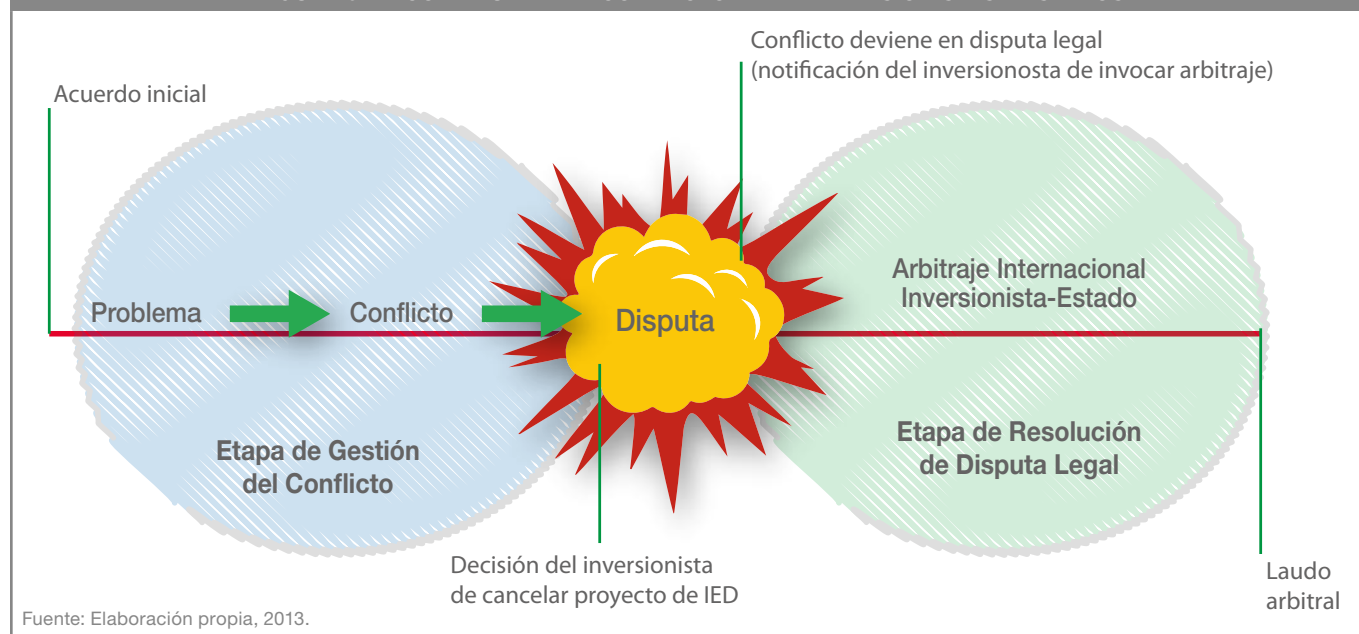 Conflicto deviene en disputa legal
(notificación del inversionosta de invocar arbitraje)
Acuerdo inicial
Arbitraje Internacional
Inversionista-Estado
Problema
Conflicto
Disputa
Etapa de Gestión
del Conflicto
Etapa de Resolución
de Disputa Legal
Decisión del inversionista
de cancelar proyecto de IED
Laudo
arbitral
Fuente: Elaboración propia, 2013.